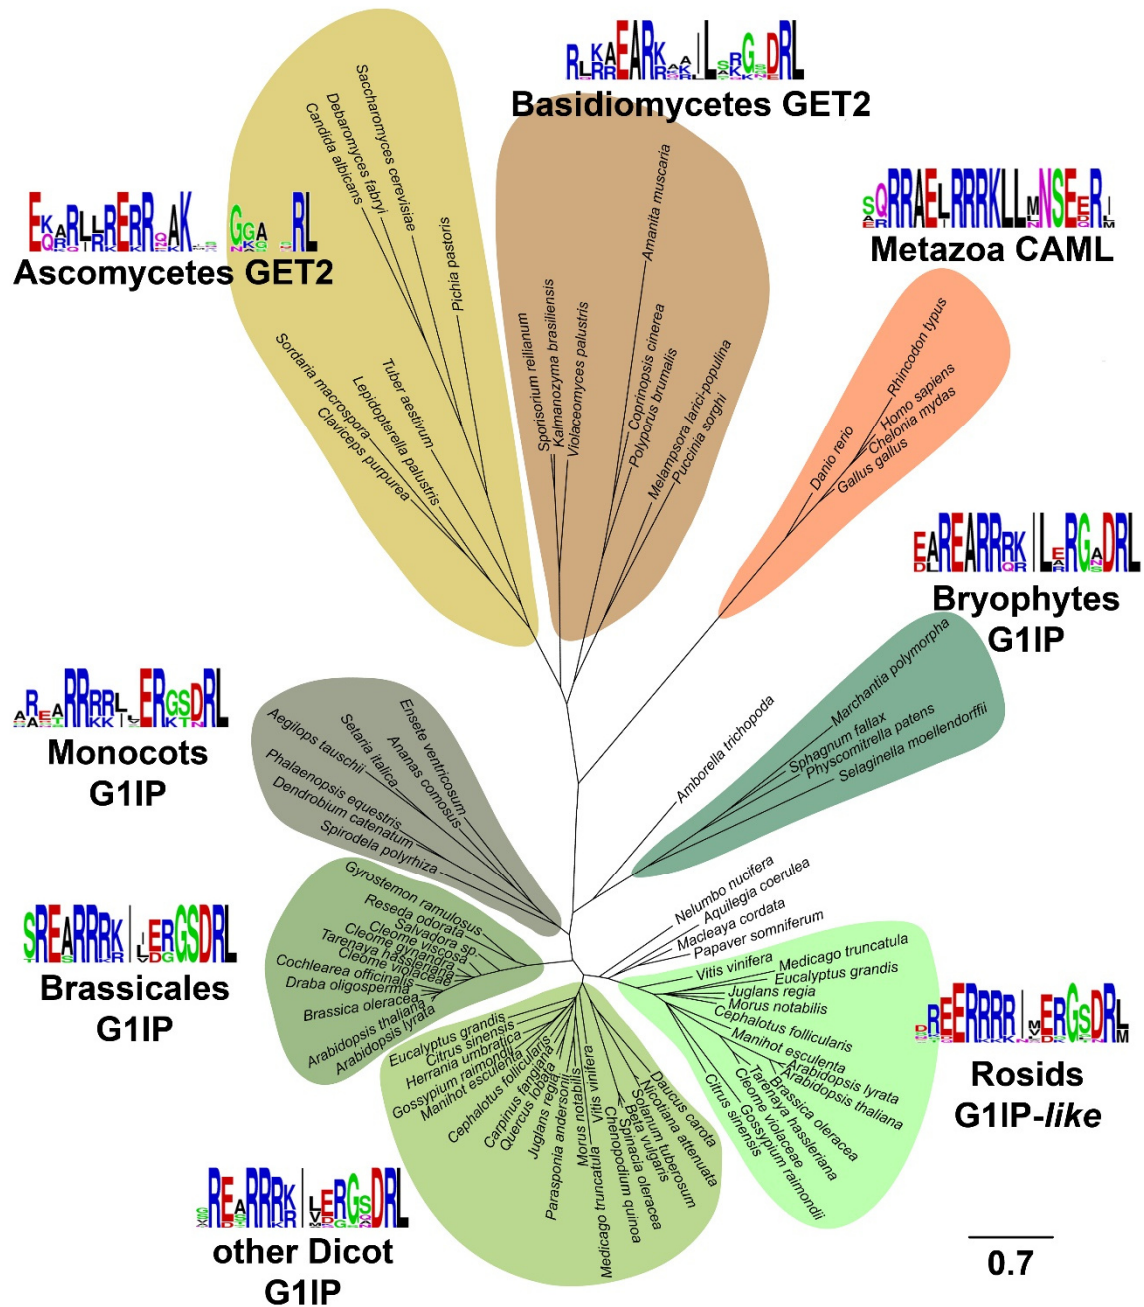 Basidiomycetes GET2
Metazoa CAML
Ascomycetes GET2
Saccharomyces cerevisiae
Debaromyces fabryi
Candida albicans
Pichia pastoris
Tuber aestivum
Lepidopterella palustris
Sordaria macrospora
Claviceps purpurea
Sporisorium reilianum
Kalmanozyma brasiliensis
Violaceomyces palustris
Amanita muscaria
Coprinopsis cinerea
Polyporus brumalis
Melampsora larici-populina
Puccinia sorghi
Rhincodon typus
Homo sapiens
Chelonia mydas
Gallus gallus
Danio rerio
Bryophytes
G1IP
Marchantia polymorpha
Sphagnum fallax
Physcomitrella patens
Selaginella moellendorffii
Amborella trichopoda
Monocots
G1IP
Ensete ventricosum
Ananas comosus
Setaria italica
Aegilops tauschii
Phalaenopsis equestris
Dendrobium catenatum
Spirodela polyrhiza
Nelumbo nucifera
Aquilegia coerulea
Macleaya cordata
Papaver somniferum
Brassicales
G1IP
Gyrostemon ramulosus
Reseda odorata
Salvadora sp
Cleome viscosa
Cleome gynandra
Tarenaya hassleriana
Cleome violaceae
Cochlearea officinalis
Draba oligosperma
Brassica oleracea
Arabidopsis thaliana
Arabidopsis lyrata
Rosids
G1IP-like
Vitis vinifera
Medicago truncatula
Eucalyptus grandis
Juglans regia
Morus notabilis
Cephalotus follicularis
Manihot esculenta
Arabidopsis lyrata
Arabidopsis thaliana
Brassica oleracea
Tarenaya hassleriana
Cleome violaceae
Gossypium raimondii
Citrus sinensis
other Dicot
G1IP
Eucalyptus grandis
Citrus sinensis
Herrania umbratica
Gossypium raimondii
Manihot esculenta
Cephalotus follicularis
Carpinus fangiana
Quercus lobata
Juglans regia
Parasponia andersonii
Morus notabilis
Medicago truncatula
Vitis vinifera
Chenopodium quinoa
Spinacia oleracea
Beta vulgaris
Solanum tuberosum
Nicotiana attenuata
Daucus carota
0.7